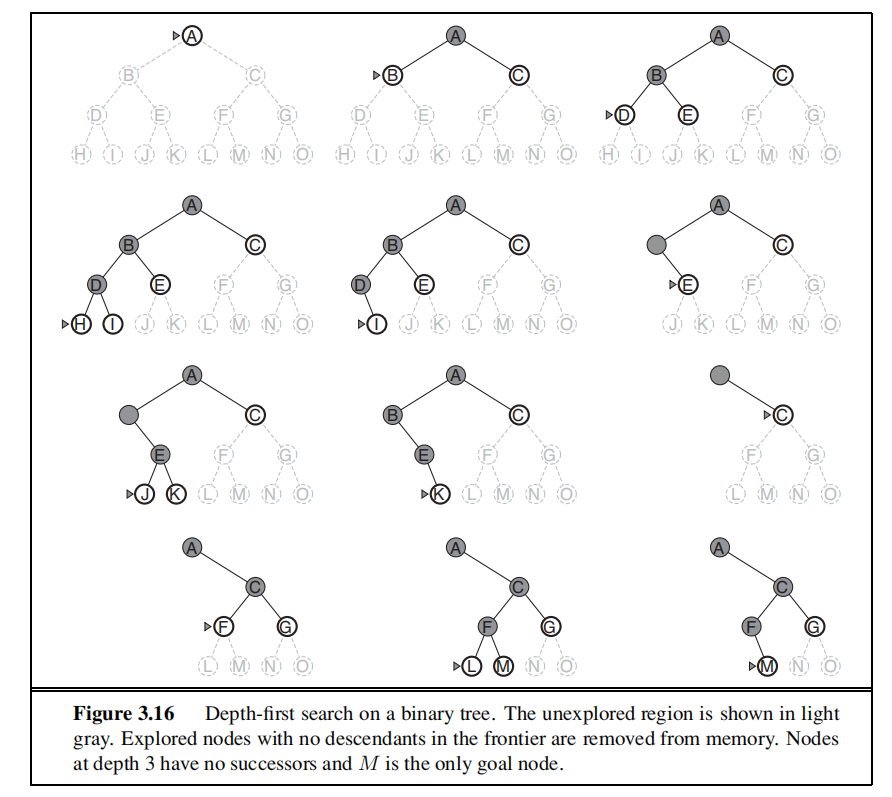 A A A
B C B C B C
D E F G D E F G D E F G
H I J K L M N O H I J K L M N O H I J K L M N O
A A A
B C B C C
D E F G D E F G E F G
H I J K L M N O I J K L M N O J K L M N O
A A
C B C C
E F G E F G F G
J K L M N O K L M N O L M N O
A A A
C C C
F G F G F G
L M N O L M N O M N O
Figure 3.16 Depth-first search on a binary tree. The unexplored region is shown in light
gray. Explored nodes with no descendants in the frontier are removed from memory. Nodes
at depth 3 have no successors and M is the only goal node.